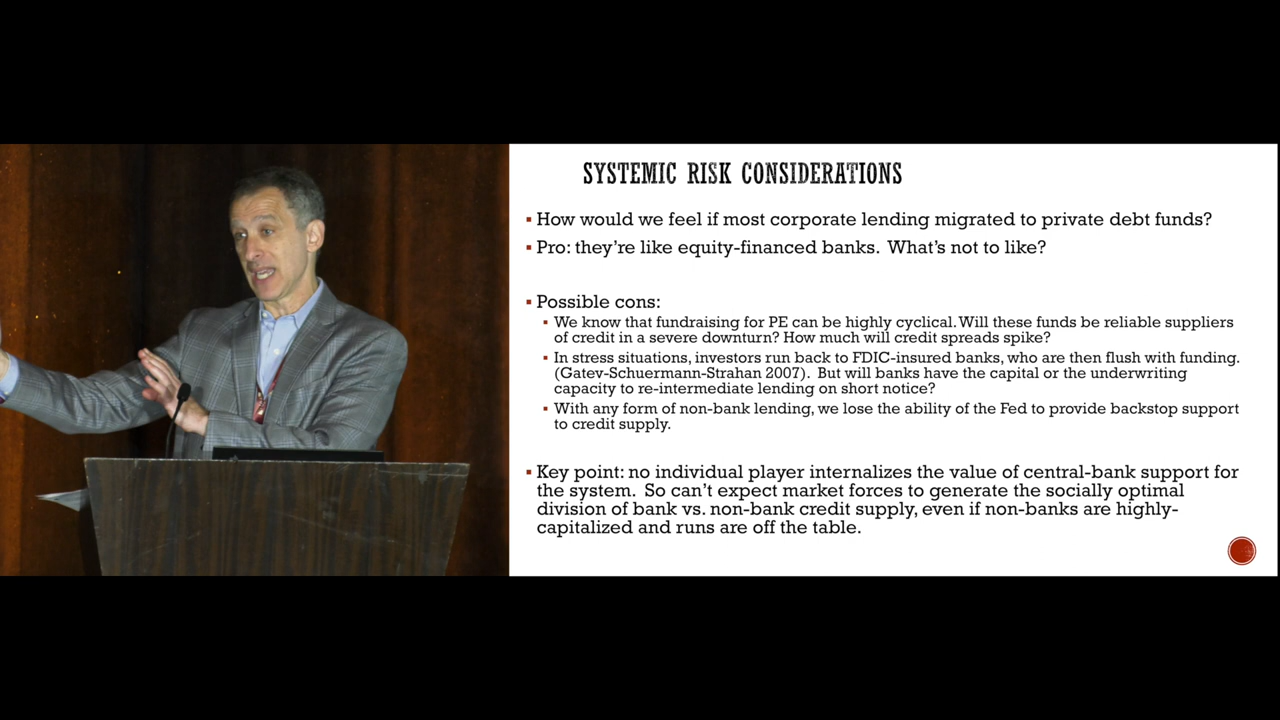 SYSTEMIC RISK CONSIDERATIONS
▪ How would we feel if most corporate lending migrated to private debt funds?
▪ Pro: they're like equity-financed banks. What's not to like?
▪ Possible cons:
▪ We know that fundraising for PE can be highly cyclical. Will these funds be reliable suppliers
of credit in a severe downturn? How much will credit spreads spike?
▪ In stress situations, investors run back to FDIC-insured banks, who are then flush with funding.
(Gatev-Schuermann-Strahan 2007). But will banks have the capital or the underwriting
capacity to re-intermediate lending on short notice?
▪ With any form of non-bank lending, we lose the ability of the Fed to provide backstop support
to credit supply.
▪ Key point: no individual player internalizes the value of central-bank support for
the system. So can't expect market forces to generate the socially optimal
division of bank vs. non-bank credit supply, even if non-banks are highly-
capitalized and runs are off the table.